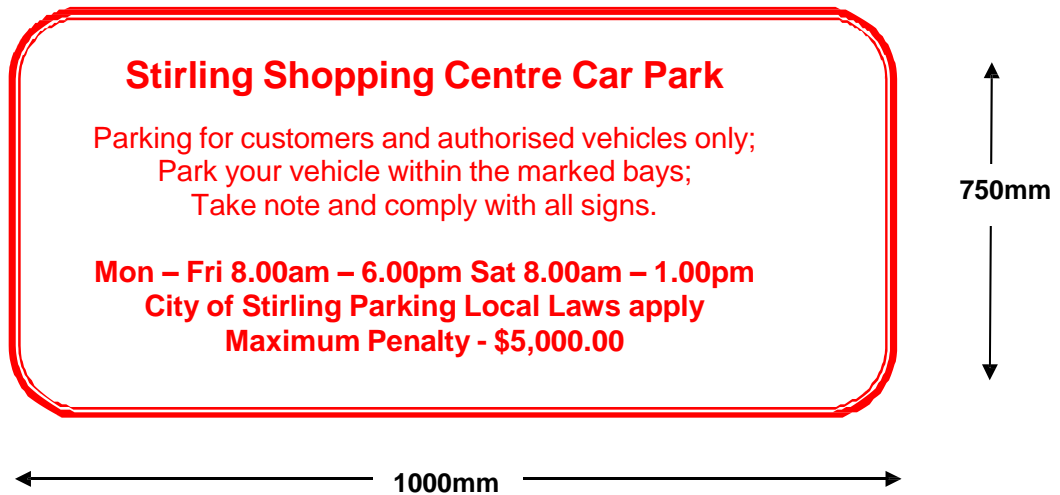 Stirling Shopping Centre Car Park
Parking for customers and authorised vehicles only;
Park your vehicle within the marked bays;
Take note and comply with all signs.
Mon – Fri 8.00am – 6.00pm Sat 8.00am – 1.00pm
City of Stirling Parking Local Laws apply
Maximum Penalty - $5,000.00
750mm
1000mm